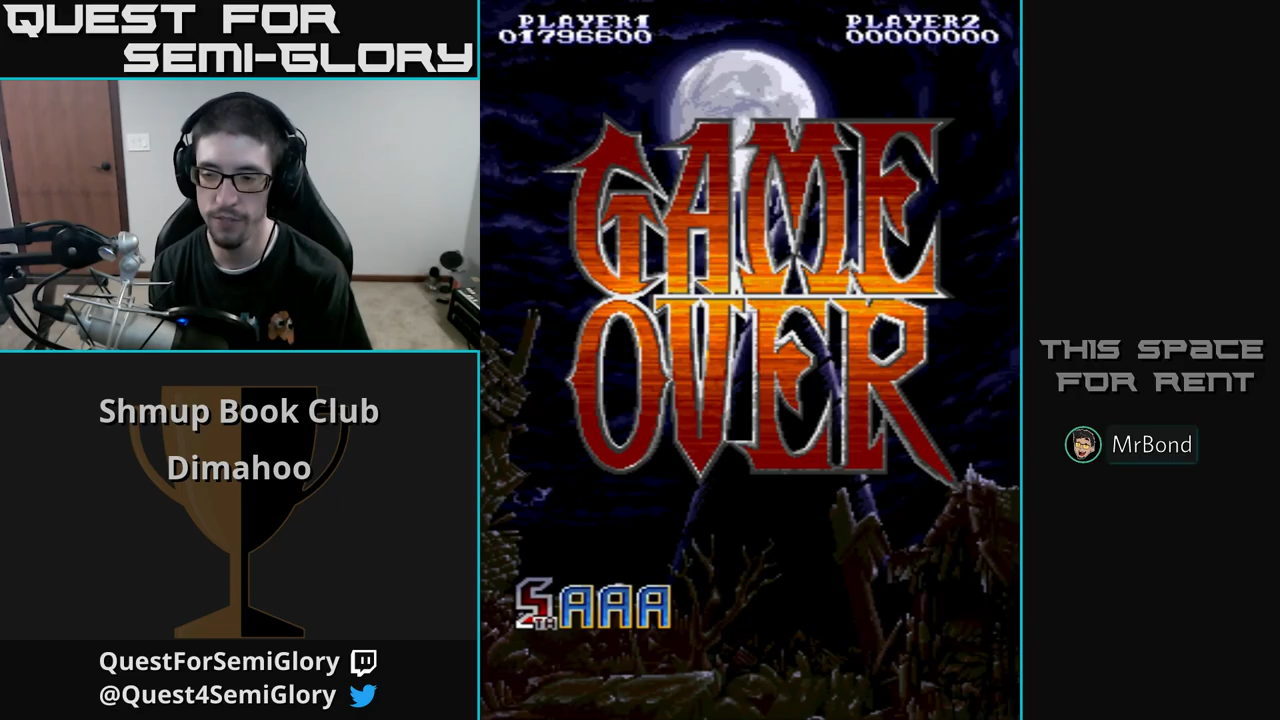 QUEST FOR
SEMI-GLORY
PLAYER1
01796600
PLAYER2
00000000
GAME
OVER
5TH AAA
Shmup Book Club
Dimahoo
QuestForSemiGlory
@Quest4SemiGlory
THIS SPACE
FOR RENT
MrBond